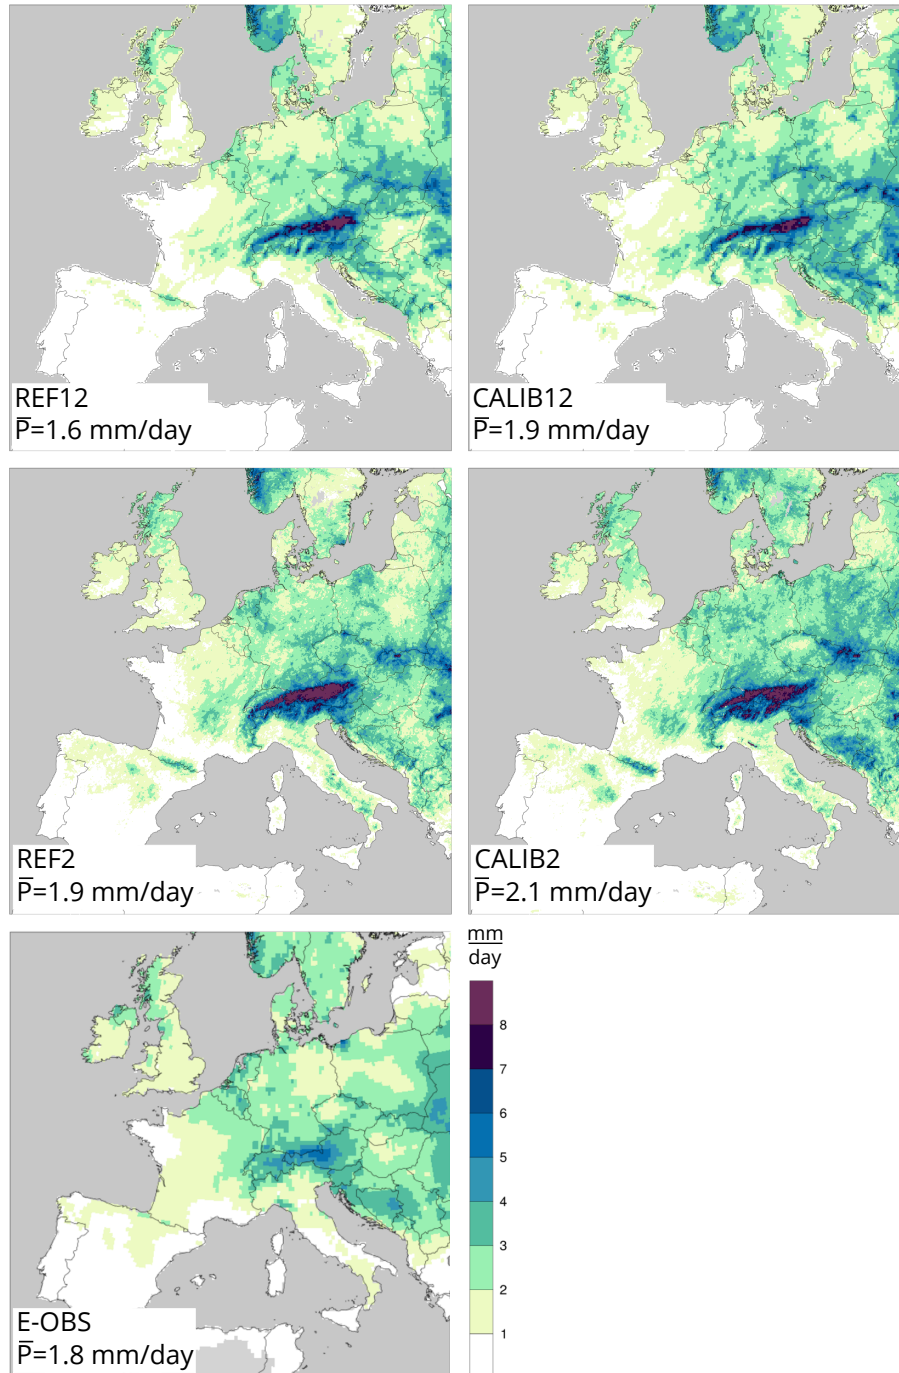 REF12
P̅=1.6 mm/day
CALIB12
P̅=1.9 mm/day
REF2
P̅=1.9 mm/day
CALIB2
P̅=2.1 mm/day
E-OBS
P̅=1.8 mm/day
mm
day
8
7
6
5
4
3
2
1